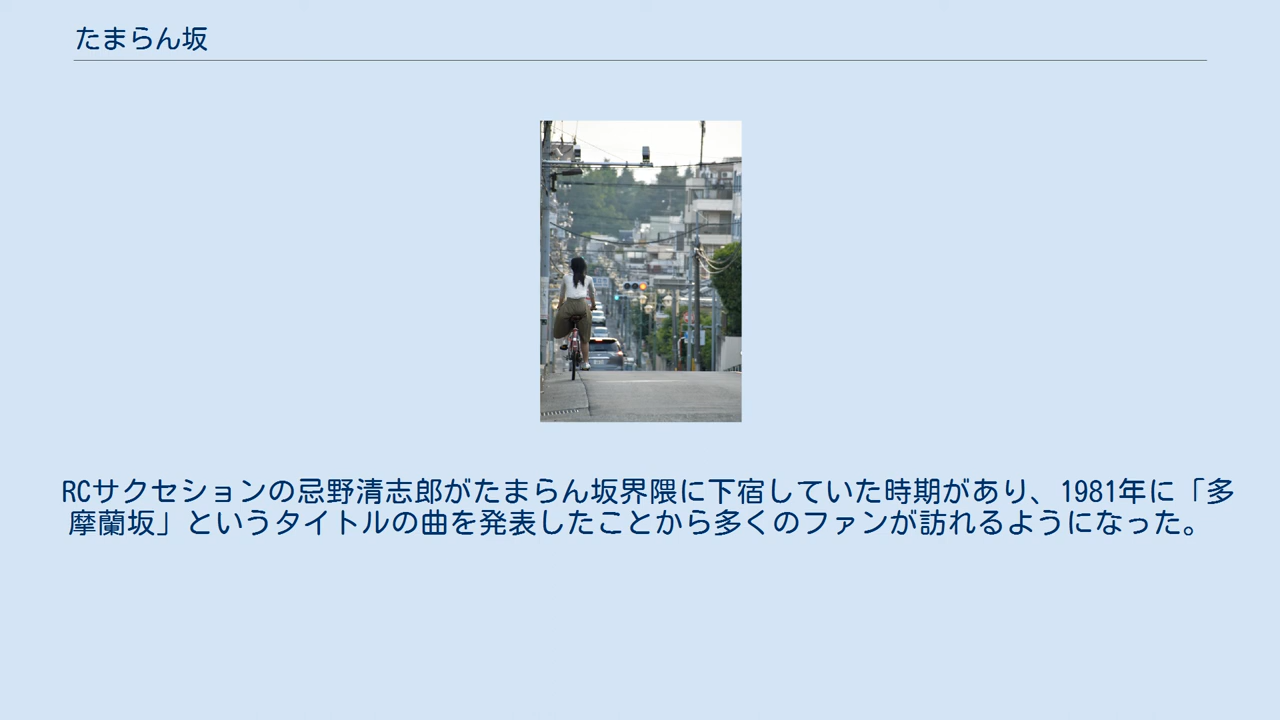 たまらん坂
RCサクセションの忌野清志郎がたまらん坂界隈に下宿していた時期があり、1981年に「多
摩蘭坂」というタイトルの曲を発表したことから多くのファンが訪れるようになった。